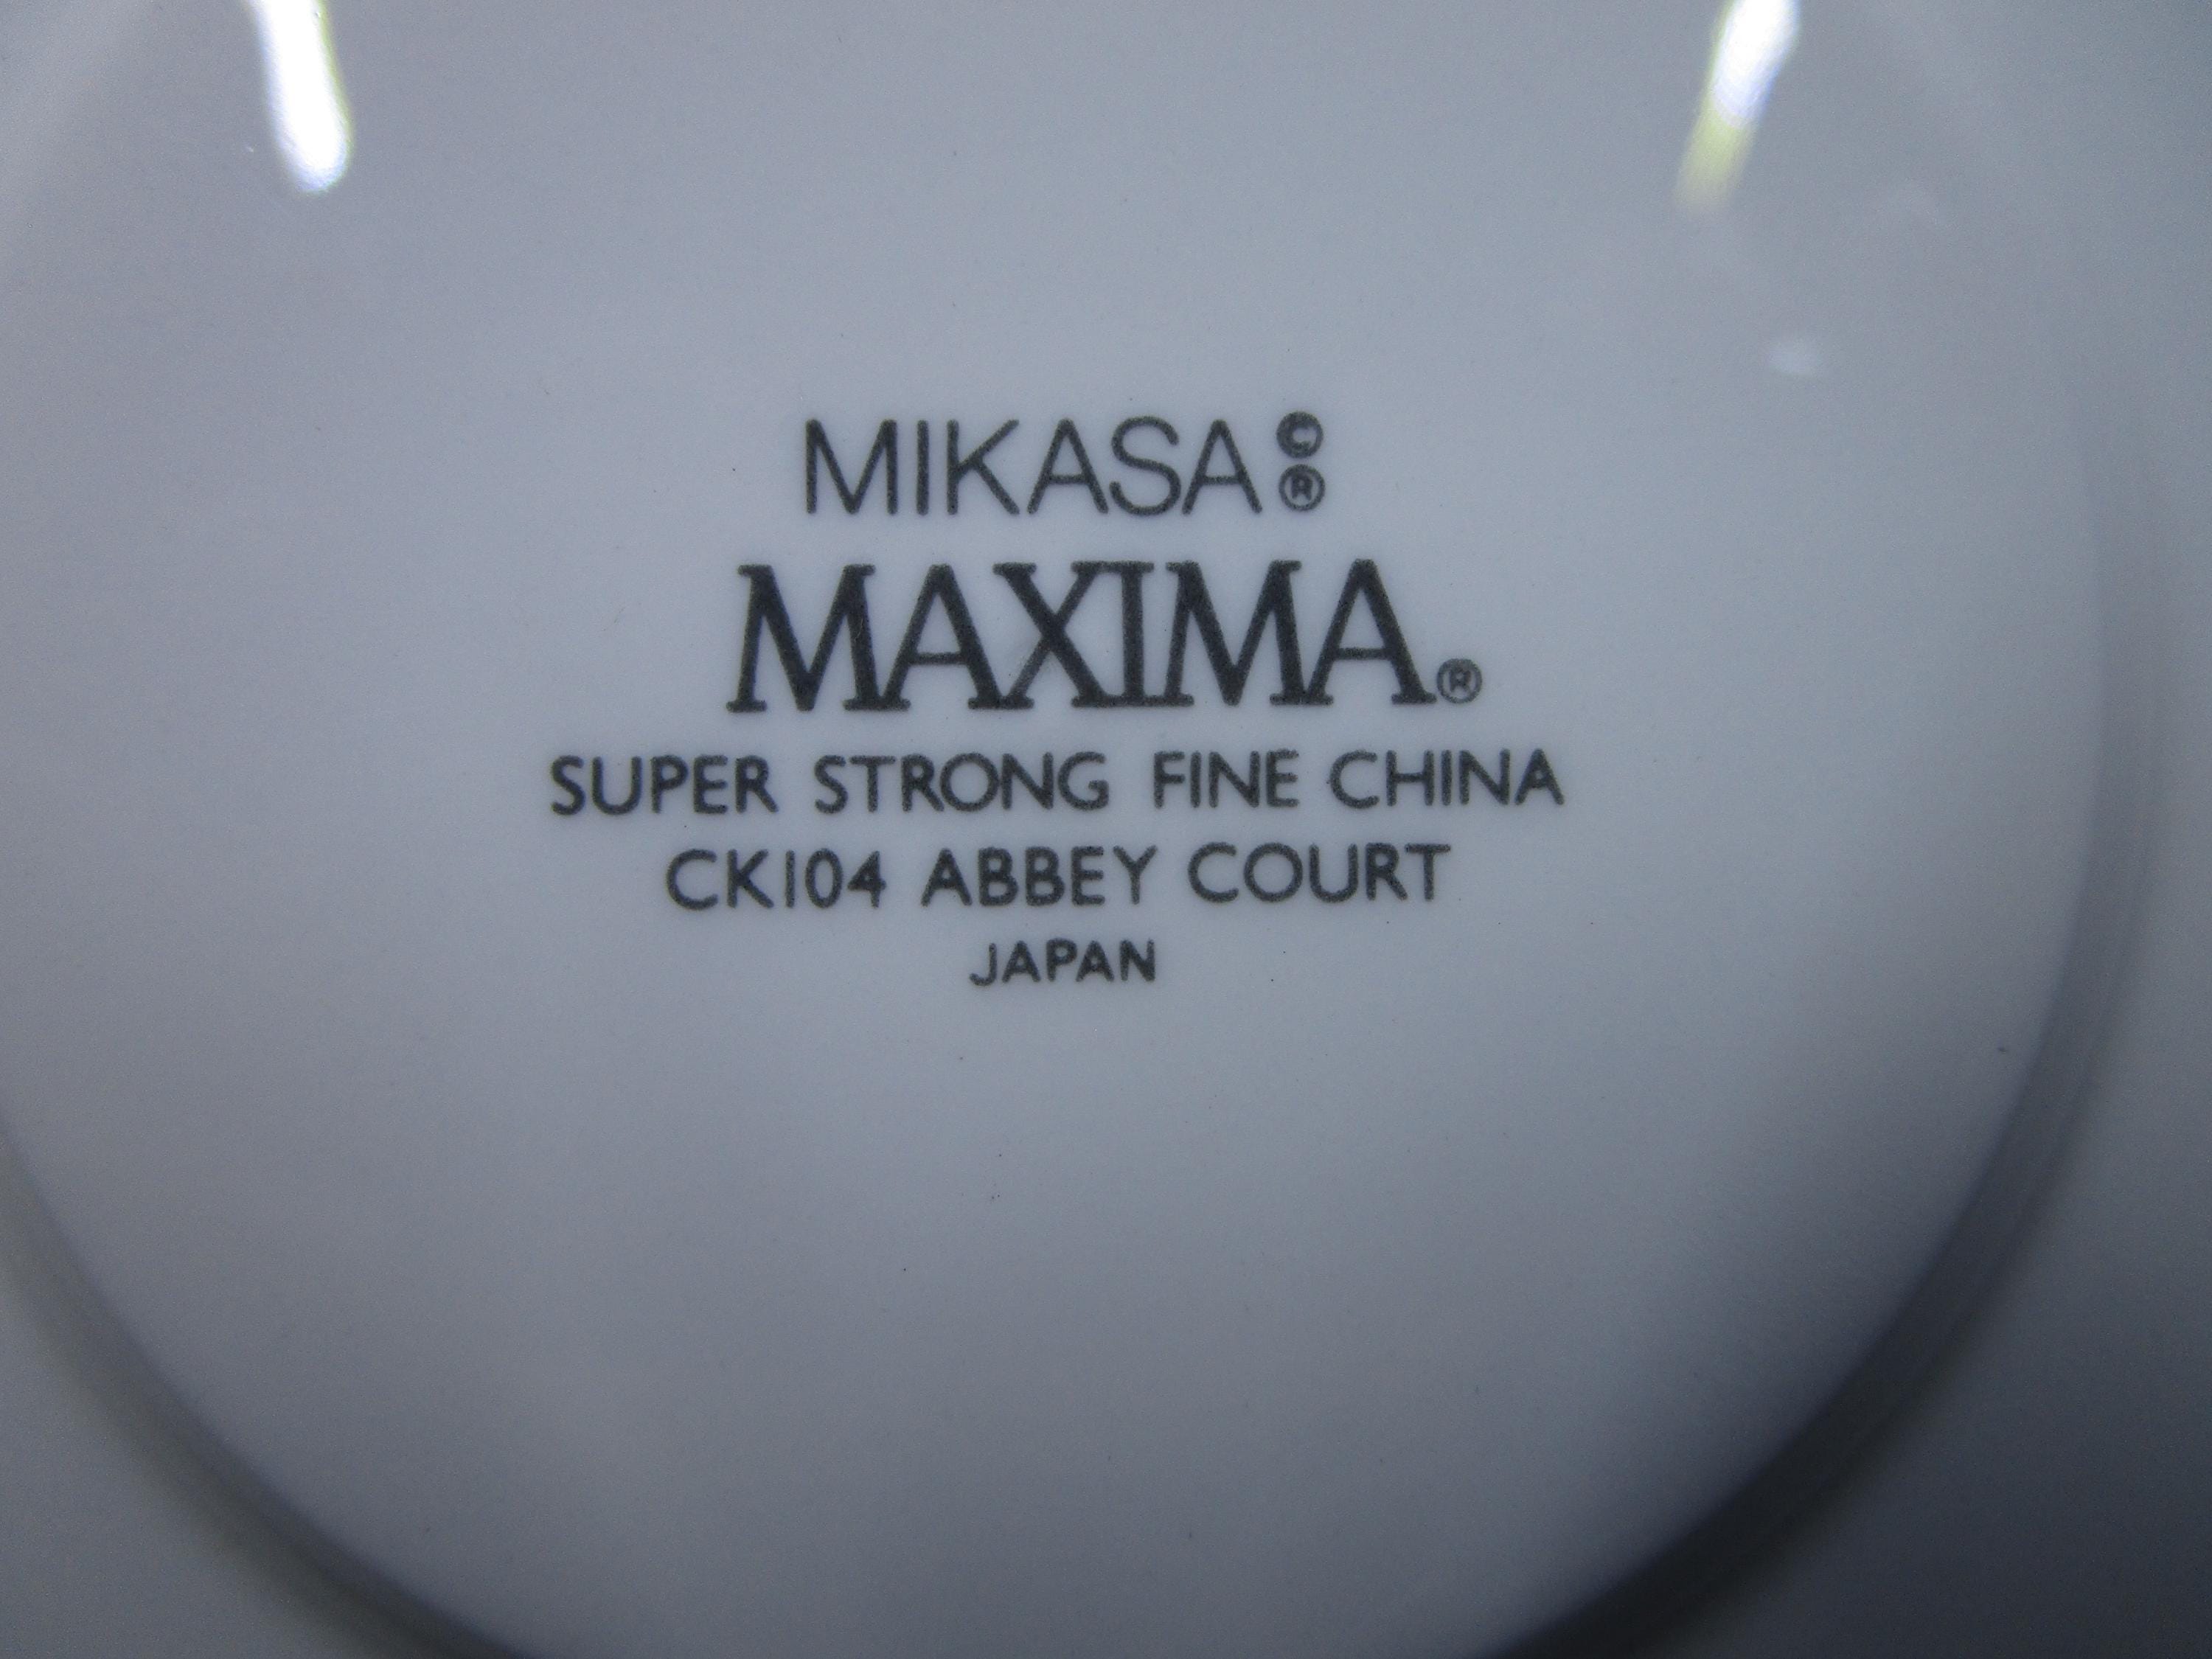 MIKASA©®
MAXIMA®
SUPER STRONG FINE CHINA
CK104 ABBEY COURT
JAPAN